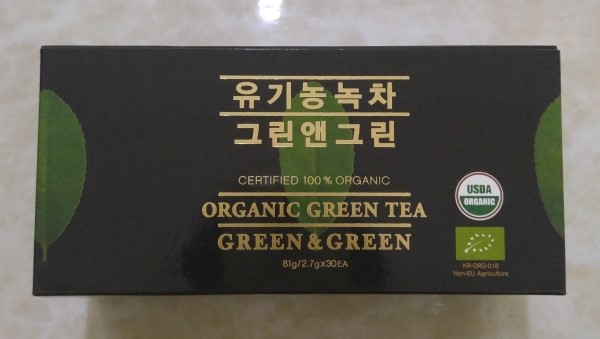 유기농녹차
그린앤그린
CERTIFIED 100% ORGANIC
ORGANIC GREEN TEA
GREEN&GREEN
81g/2.7gx30EA
USDA
ORGANIC
KR-ORG-018
Non-EU Agriculture